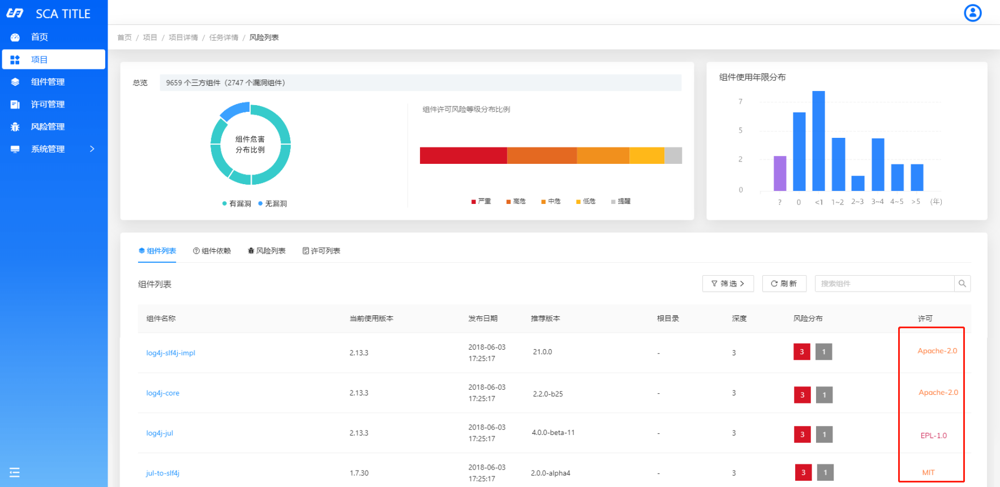 SCA TITLE
首页
项目
组件管理
许可管理
风险管理
系统管理
首页 / 项目 / 项目详情 / 任务详情 / 风险列表
总览
9659 个三方组件（2747 个漏洞组件）
组件危害
分布比例
有漏洞 无漏洞
组件许可风险等级分布比例
严重 高危 中危 低危 提醒
组件使用年限分布
7
5
2
0
? 0 <1 1~2 2~3 3~4 4~5 >5 (年)
组件列表 组件依赖 风险列表 许可列表
组件列表
筛选 刷新 搜索组件
组件名称 当前使用版本 发布日期 推荐版本 根目录 深度 风险分布 许可
log4j-slf4j-impl 2.13.3 2018-06-03 17:25:17 21.0.0 - 3 3 1 Apache-2.0
log4j-core 2.13.3 2018-06-03 17:25:17 2.2.0-b25 - 3 3 1 Apache-2.0
log4j-jul 2.13.3 2018-06-03 17:25:17 4.0.0-beta-11 - 3 3 1 EPL-1.0
jul-to-slf4j 1.7.30 2018-06-03 17:25:17 2.0.0-alpha4 - 3 3 1 MIT